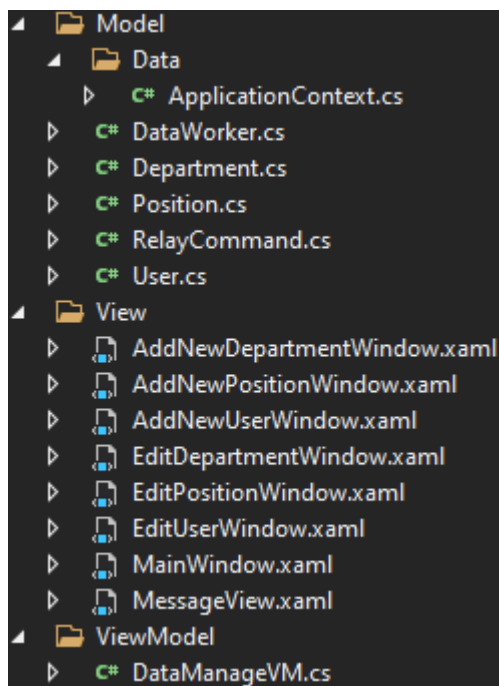 Model
Data
C# ApplicationContext.cs
C# DataWorker.cs
C# Department.cs
C# Position.cs
C# RelayCommand.cs
C# User.cs
View
AddNewDepartmentWindow.xaml
AddNewPositionWindow.xaml
AddNewUserWindow.xaml
EditDepartmentWindow.xaml
EditPositionWindow.xaml
EditUserWindow.xaml
MainWindow.xaml
MessageView.xaml
ViewModel
C# DataManageVM.cs